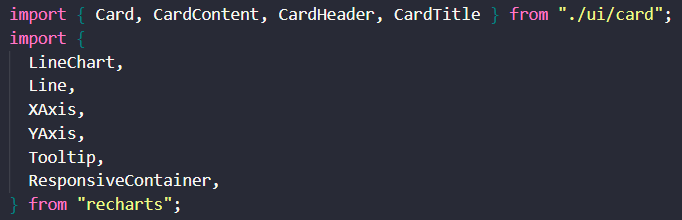 import { Card, CardContent, CardHeader, CardTitle } from "./ui/card";
import {
  LineChart,
  Line,
  XAxis,
  YAxis,
  Tooltip,
  ResponsiveContainer,
} from "recharts";